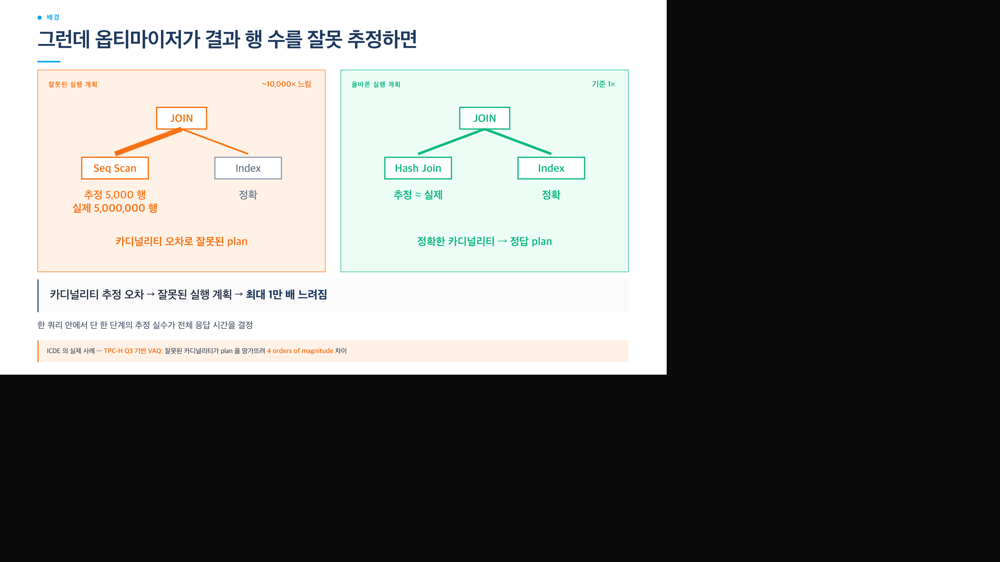 배경
그런데 옵티마이저가 결과 행 수를 잘못 추정하면
잘못된 실행 계획
~10,000× 느림
JOIN
Seq Scan
Index
추정 5,000 행
실제 5,000,000 행
정확
카디널리티 오차로 잘못된 plan
올바른 실행 계획
기준 1×
JOIN
Hash Join
Index
추정 ≈ 실제
정확
정확한 카디널리티 → 정답 plan
카디널리티 추정 오차 → 잘못된 실행 계획 → 최대 1만 배 느려짐
한 쿼리 안에서 단 한 단계의 추정 실수가 전체 응답 시간을 결정
ICDE 의 실제 사례 — TPC-H Q3 기반 VAQ: 잘못된 카디널리티가 plan 을 망가뜨려 4 orders of magnitude 차이